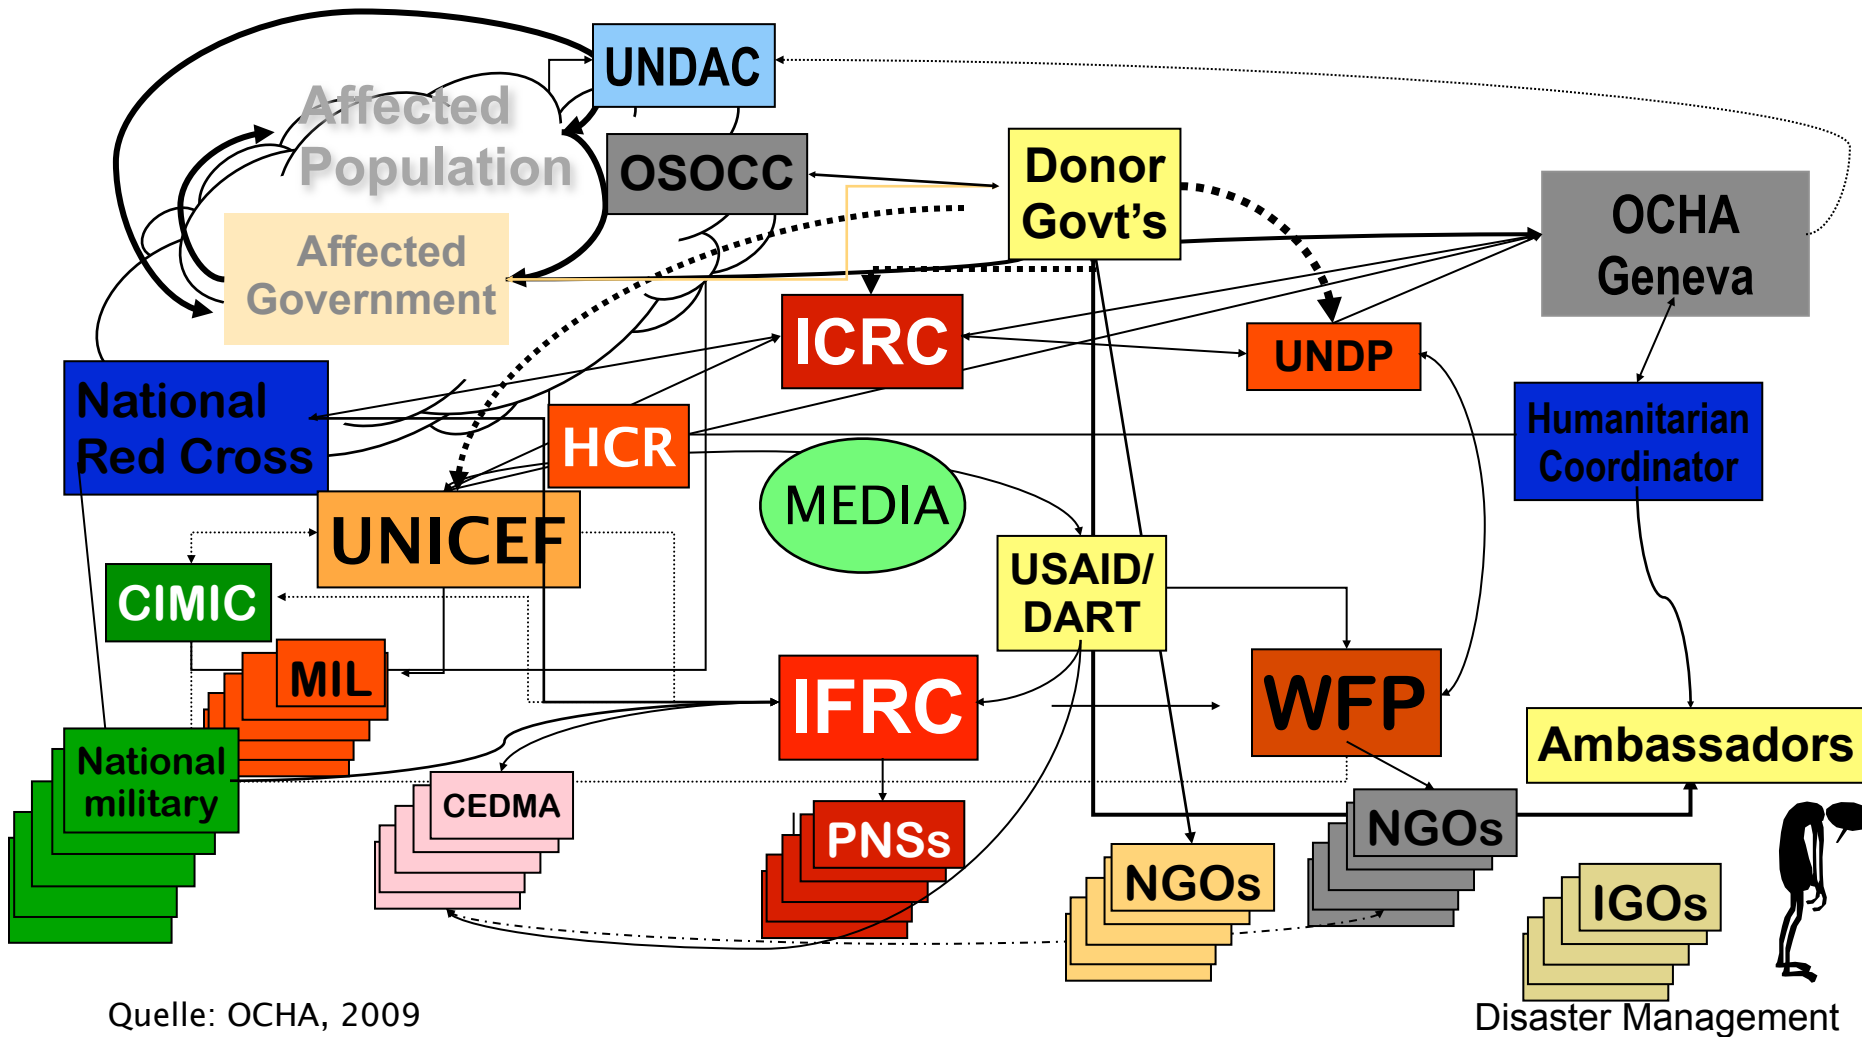 UNDAC
Affected
Population
OSOCC
Donor
Govt's
OCHA
Geneva
Affected
Government
ICRC
UNDP
National
Red Cross
HCR
Humanitarian
Coordinator
MEDIA
UNICEF
USAID/
DART
CIMIC
MIL
IFRC
WFP
National
military
Ambassadors
CEDMA
PNSs
NGOs
NGOs
IGOs
Quelle: OCHA, 2009
Disaster Management